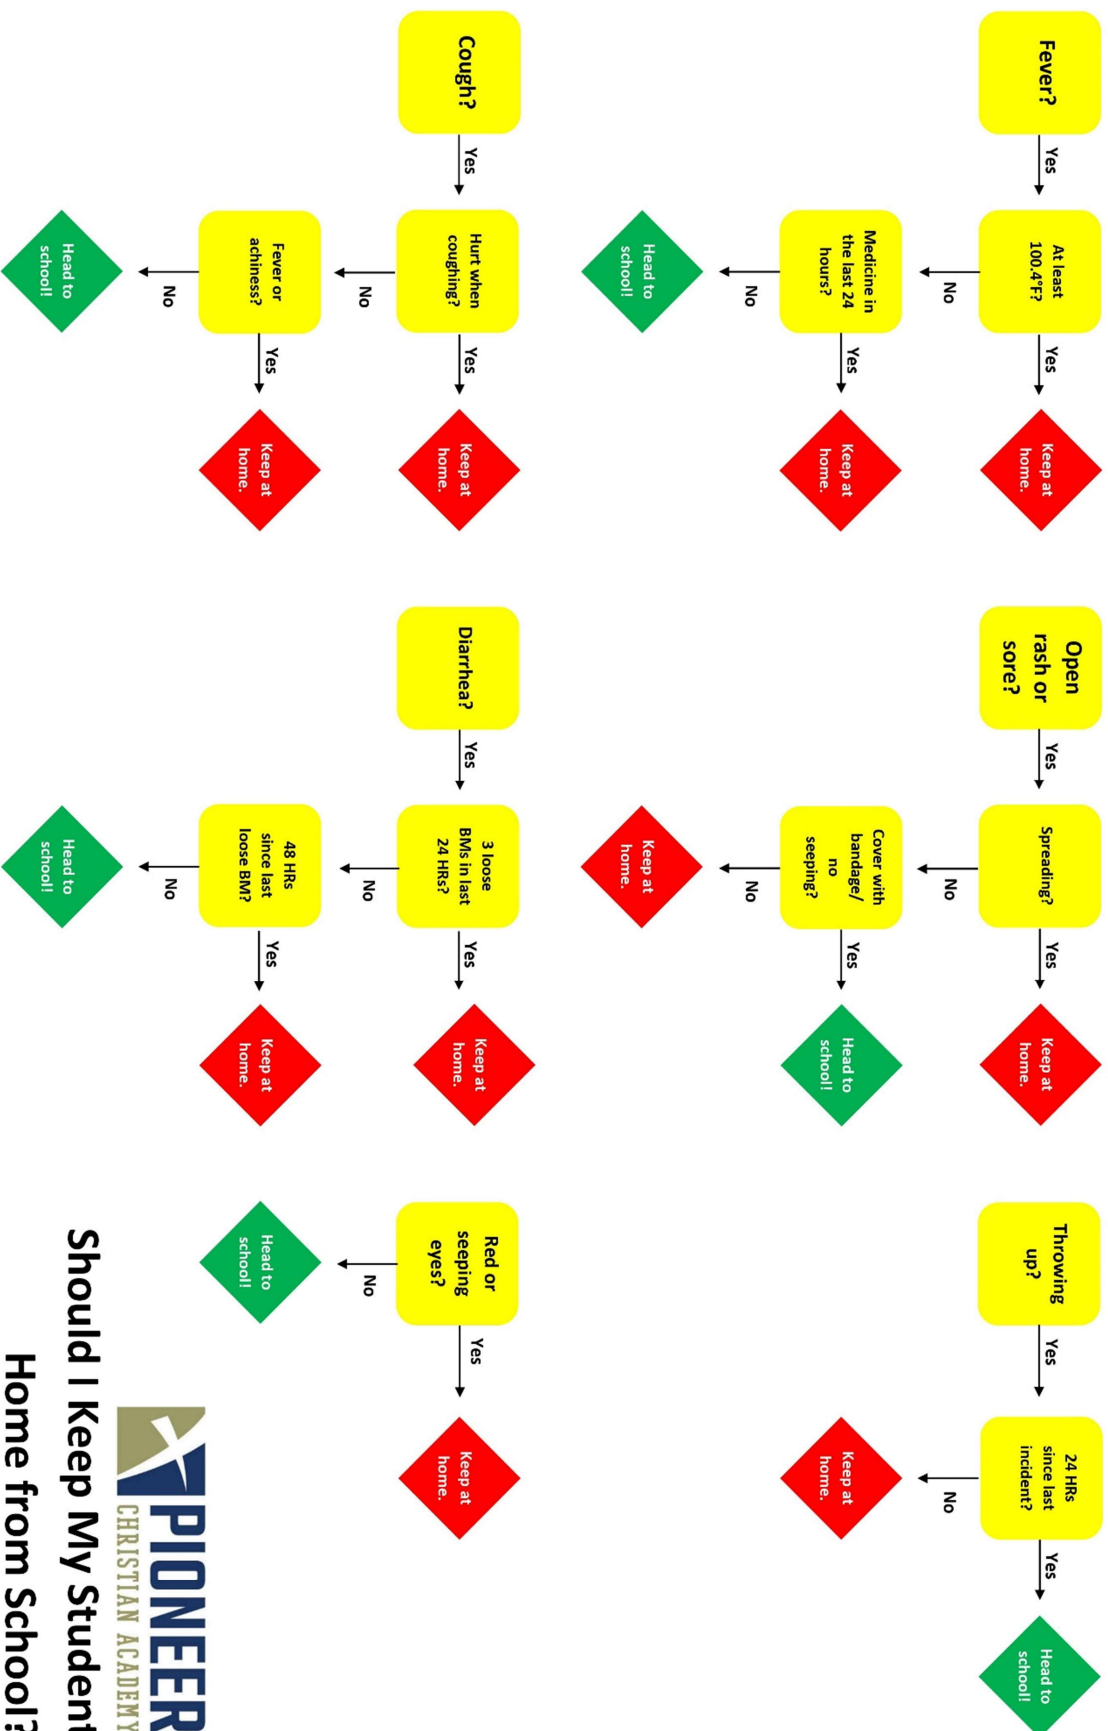 Fever?
Yes
At least
100.4°F?
Yes
Keep at
home.
No
Medicine in
the last 24
hours?
Yes
Keep at
home.
No
Head to
school!
Open
rash or
sore?
Yes
Spreading?
Yes
Keep at
home.
No
Cover with
bandage/
no
seeping?
Yes
Head to
school!
No
Keep at
home.
Throwing
up?
Yes
24 HRs
since last
incident?
Yes
Head to
school!
No
Keep at
home.
Cough?
Yes
Hurt when
coughing?
Yes
Keep at
home.
No
Fever or
achiness?
Yes
Keep at
home.
No
Head to
school!
Diarrhea?
Yes
3 loose
BMs in last
24 HRs?
Yes
Keep at
home.
No
48 HRs
since last
loose BM?
Yes
Keep at
home.
No
Head to
school!
Red or
seeping
eyes?
Yes
Keep at
home.
No
Head to
school!
PIONEER
CHRISTIAN ACADEMY
Should I Keep My Student
Home from School?